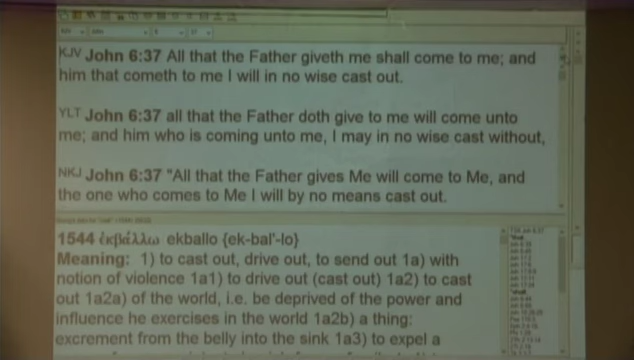 KJV John 6:37 All that the Father giveth me shall come to me; and
him that cometh to me I will in no wise cast out.
YLT John 6:37 all that the Father doth give to me will come unto
me; and him who is coming unto me, I may in no wise cast without,
NKJ John 6:37 "All that the Father gives Me will come to Me, and
the one who comes to Me I will by no means cast out.
1544 ἐκβάλλω ekballo {ek-bal'-lo}
Meaning: 1) to cast out, drive out, to send out 1a) with
notion of violence 1a1) to drive out (cast out) 1a2) to cast
out 1a2a) of the world, i.e. be deprived of the power and
influence he exercises in the world 1a2b) a thing:
excrement from the belly into the sink 1a3) to expel a